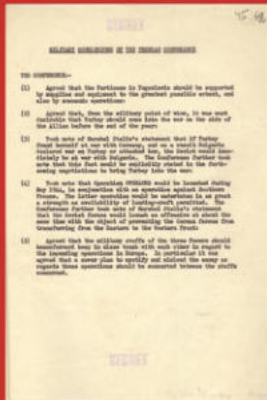 MILITARY CONCLUSIONS OF THE TEHERAN CONFERENCE
THE CONFERENCE:-
(1) Agreed that the Partisans in Yugoslavia should be supported
by supplies and equipment to the greatest possible extent, and
also by commando operations:
(2) Agreed that, from the military point of view, it was most
desirable that Turkey should come into the war on the side of
the Allies before the end of the year:
(3) Took note of Marshal Stalin's statement that if Turkey
found herself at war with Germany, and as a result Bulgaria
declared war on Turkey or attacked her, the Soviet would immediately
be at war with Bulgaria. The Conference further took
note that this fact would be explicitly stated in the forthcoming
negotiations to bring Turkey into the war:
(4) Took note that Operation OVERLORD would be launched during
May 1944, in conjunction with an operation against Southern
France. The latter operation would be undertaken in as great
a strength as availability of landing-craft permitted. The
Conference further took note of Marshal Stalin's statement
that the Soviet forces would launch an offensive at about the
same time with the object of preventing the German forces from
transferring from the Eastern to the Western Front:
(5) Agreed that the military staffs of the three Powers should
henceforward keep in close touch with each other in regard to
the impending operations in Europe. In particular it was
agreed that a cover plan to mystify and mislead the enemy as
regards these operations should be concerted between the staffs
concerned.